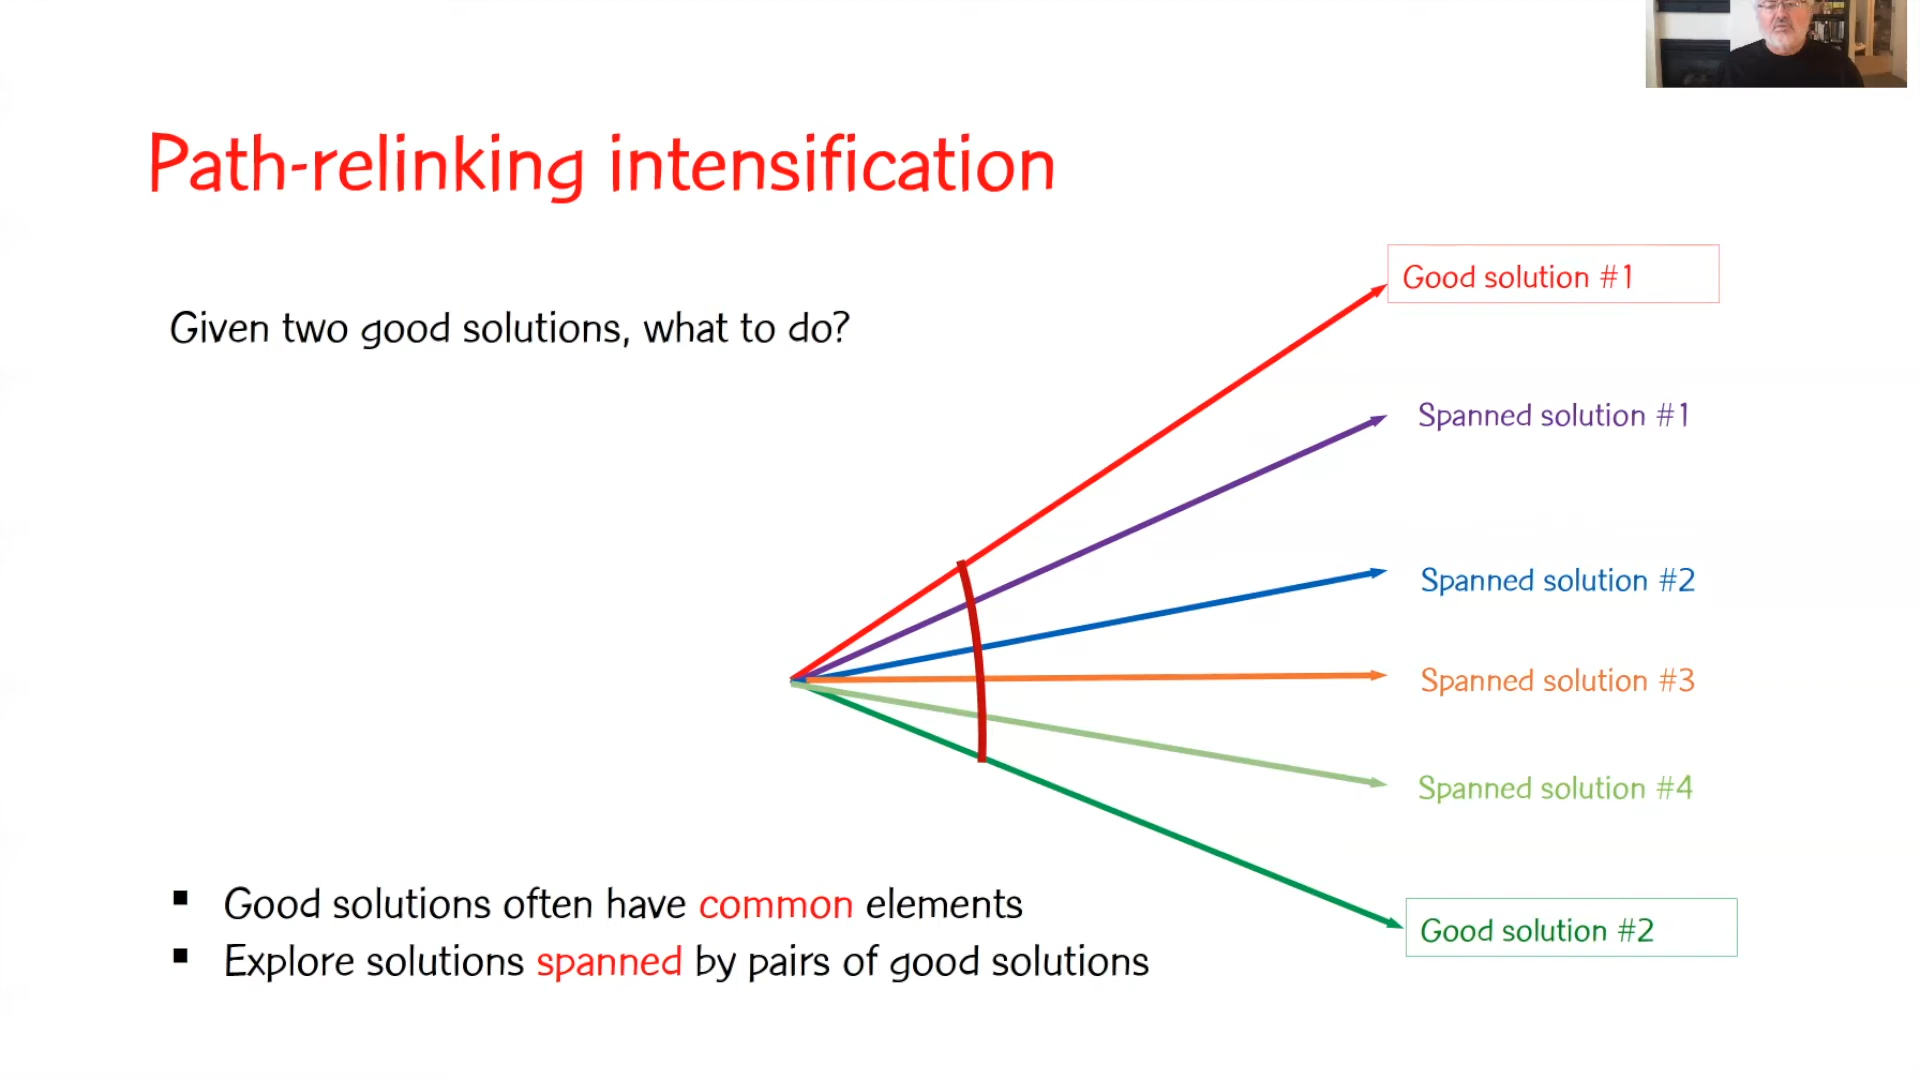 Path-relinking intensification
Given two good solutions, what to do?
Good solution #1
Spanned solution #1
Spanned solution #2
Spanned solution #3
Spanned solution #4
Good solution #2
▪ Good solutions often have common elements
▪ Explore solutions spanned by pairs of good solutions